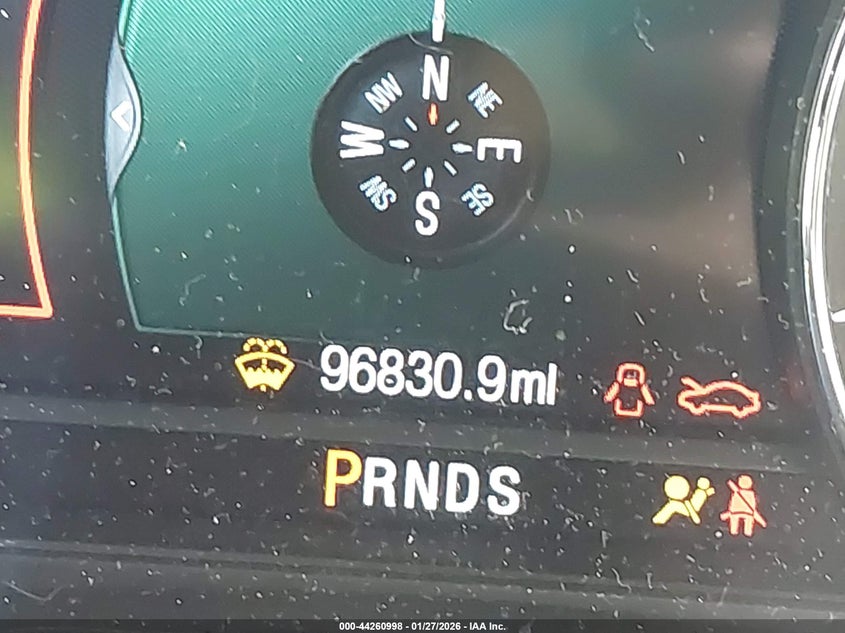 N
NW NE
W E
SW SE
S
96830.9mi
PRNDS
000-44260998 - 01/27/2026 - IAA Inc.